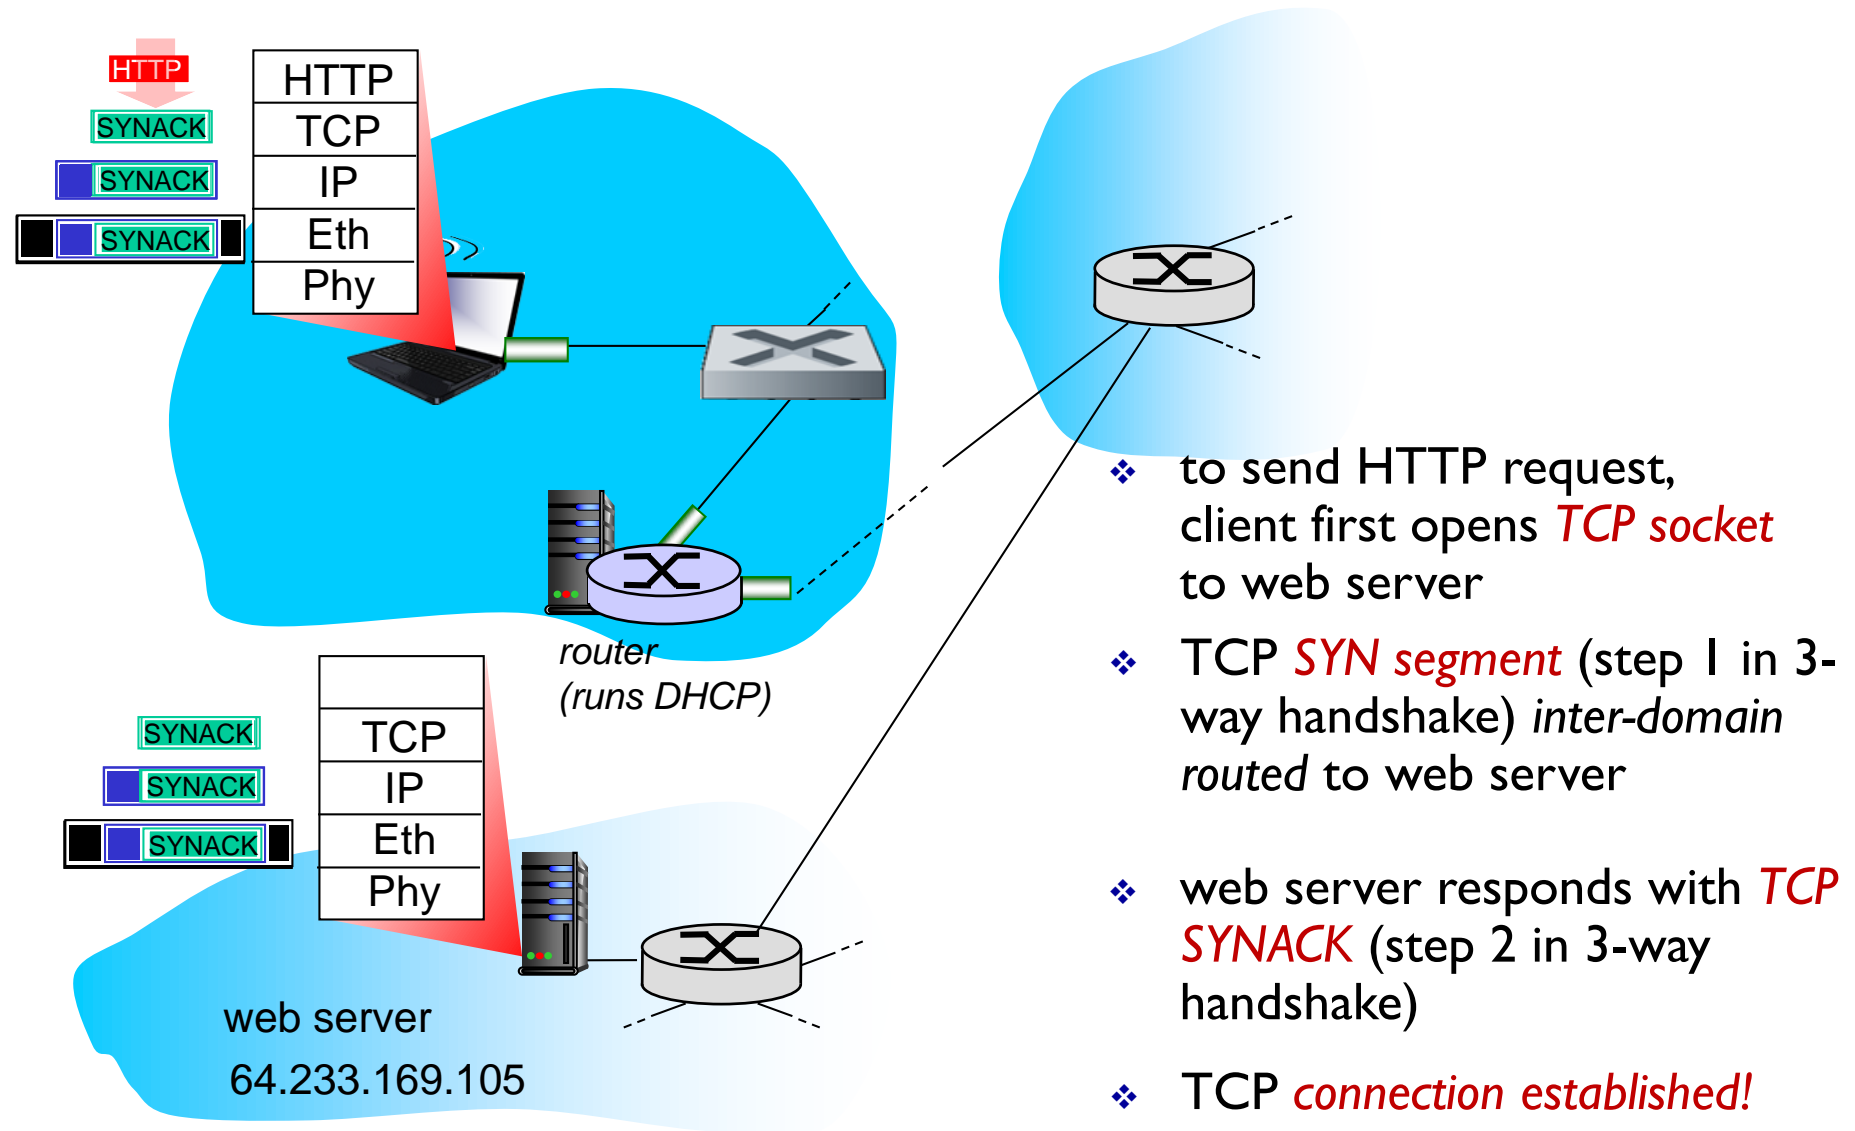 HTTP
SYNACK
SYNACK
SYNACK
HTTP
TCP
IP
Eth
Phy
router
(runs DHCP)
SYNACK
SYNACK
SYNACK
TCP
IP
Eth
Phy
web server
64.233.169.105
to send HTTP request,
client first opens TCP socket
to web server
TCP SYN segment (step 1 in 3-
way handshake) inter-domain
routed to web server
web server responds with TCP
SYNACK (step 2 in 3-way
handshake)
TCP connection established!